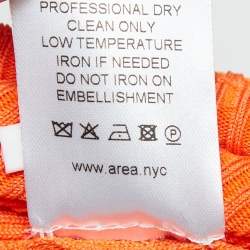 PROFESSIONAL DRY
CLEAN ONLY
LOW TEMPERATURE
IRON IF NEEDED
DO NOT IRON ON
EMBELLISHMENT
P
www.area.nyc